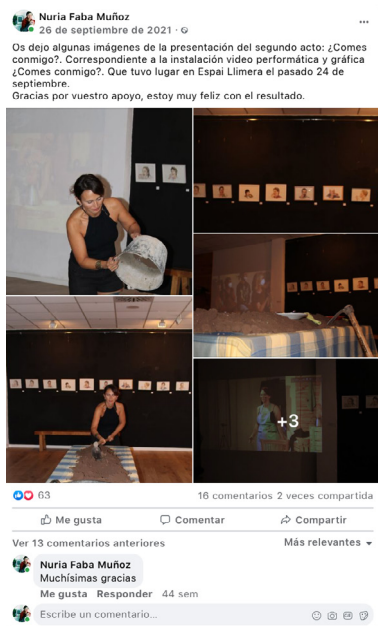 Nuria Faba Muñoz
26 de septiembre de 2021 ·
Os dejo algunas imágenes de la presentación del segundo acto: ¿Comes
conmigo?. Correspondiente a la instalación video performática y gráfica
¿Comes conmigo?. Que tuvo lugar en Espai Llimera el pasado 24 de
septiembre.
Gracias por vuestro apoyo, estoy muy feliz con el resultado.
+3
63
16 comentarios 2 veces compartida
Me gusta Comentar Compartir
Ver 13 comentarios anteriores Más relevantes
Nuria Faba Muñoz
Muchísimas gracias
Me gusta Responder 44 sem
Escribe un comentario...